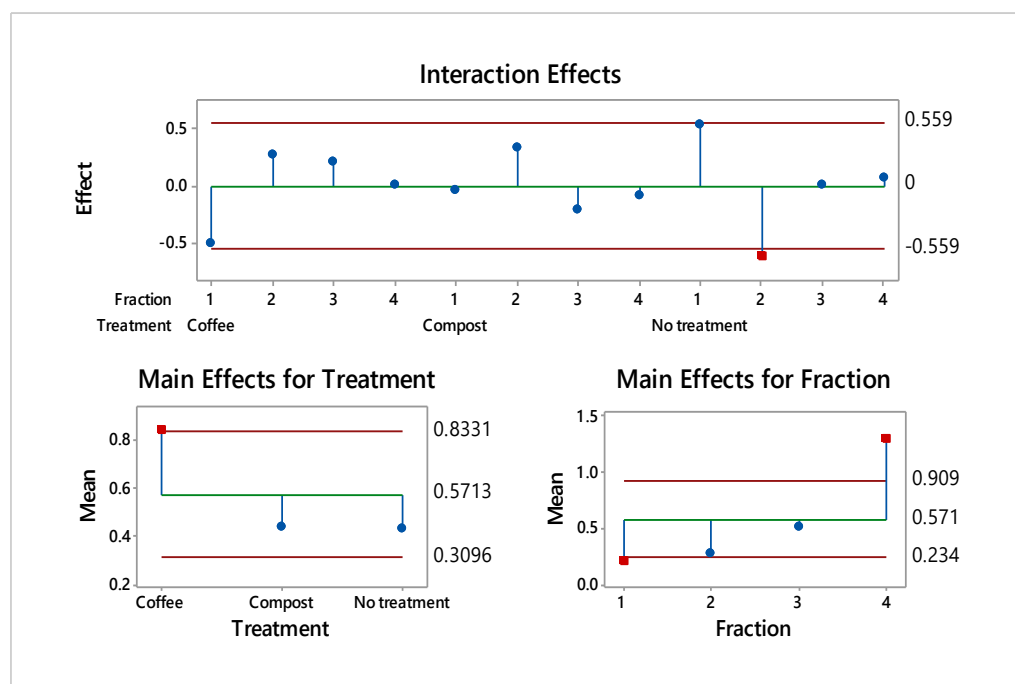 Interaction Effects
0.5
0.0
-0.5
Effect
0.559
0
-0.559
Fraction 1 2 3 4 1 2 3 4 1 2 3 4
Treatment Coffee Compost No treatment
Main Effects for Treatment
0.8
0.6
0.4
0.2
Mean
0.8331
0.5713
0.3096
Coffee Compost No treatment
Treatment
Main Effects for Fraction
1.5
1.0
0.5
0.0
Mean
0.909
0.571
0.234
1 2 3 4
Fraction